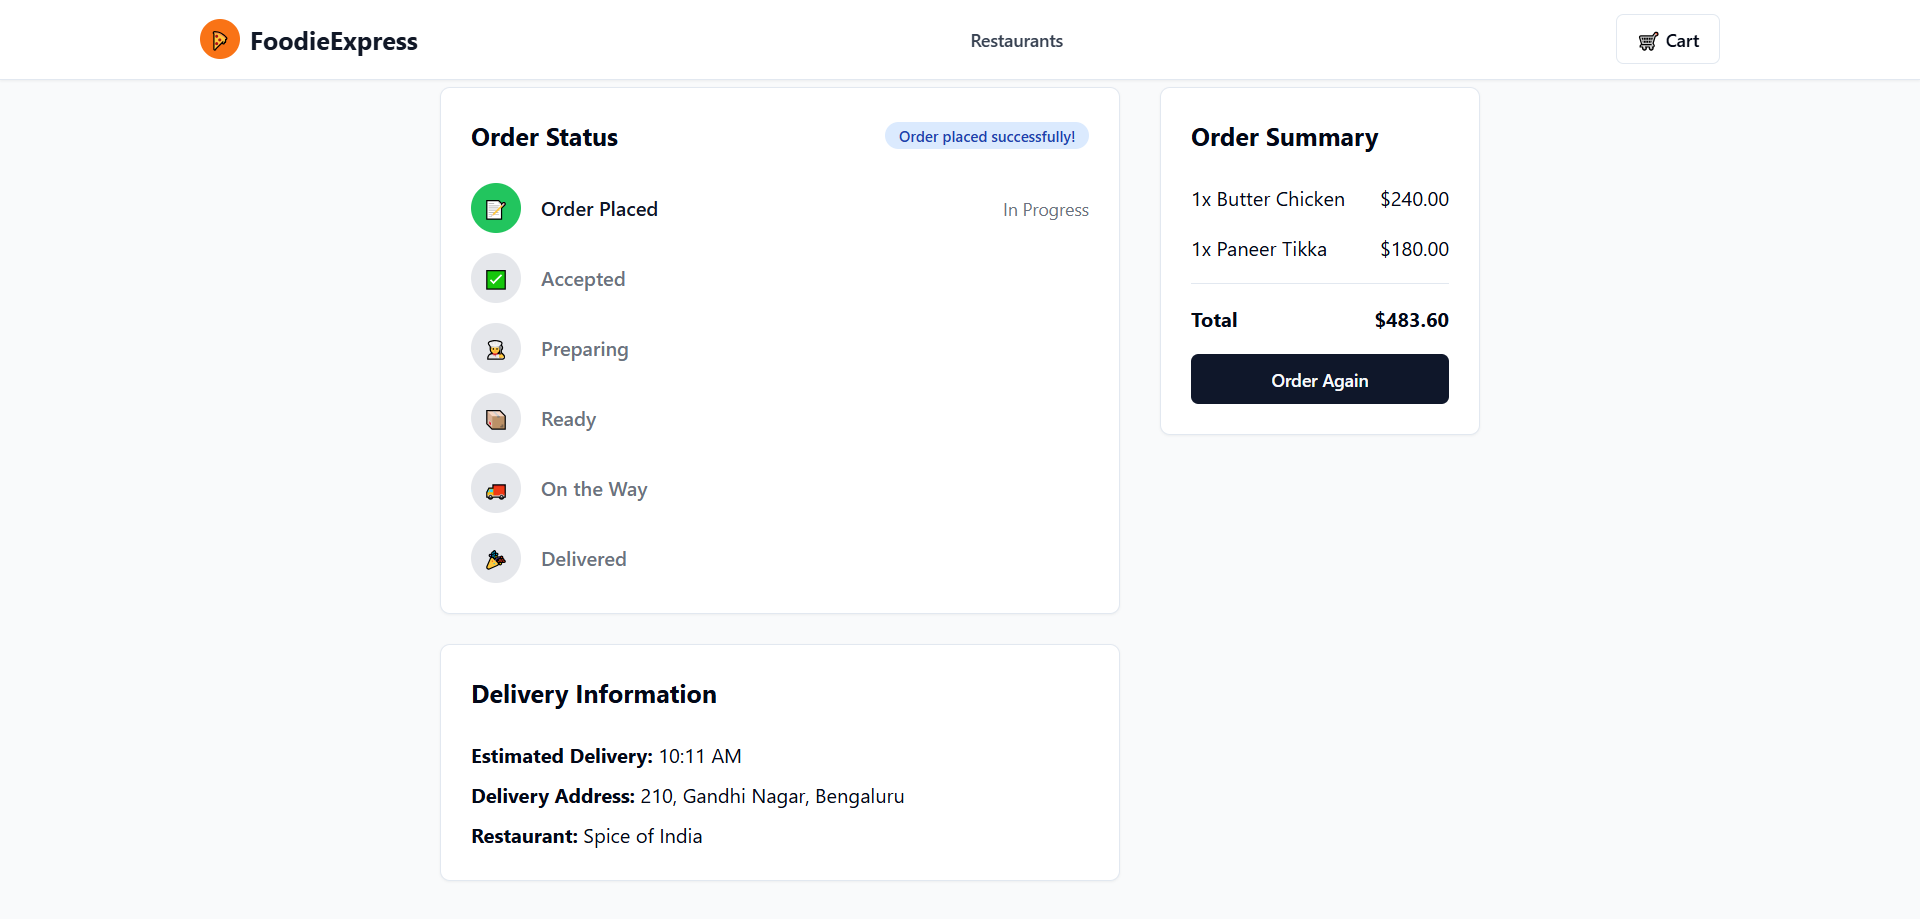 FoodieExpress
Restaurants
Cart
Order Status
Order placed successfully!
Order Placed
In Progress
Accepted
Preparing
Ready
On the Way
Delivered
Order Summary
1x Butter Chicken $240.00
1x Paneer Tikka $180.00
Total $483.60
Order Again
Delivery Information
Estimated Delivery: 10:11 AM
Delivery Address: 210, Gandhi Nagar, Bengaluru
Restaurant: Spice of India